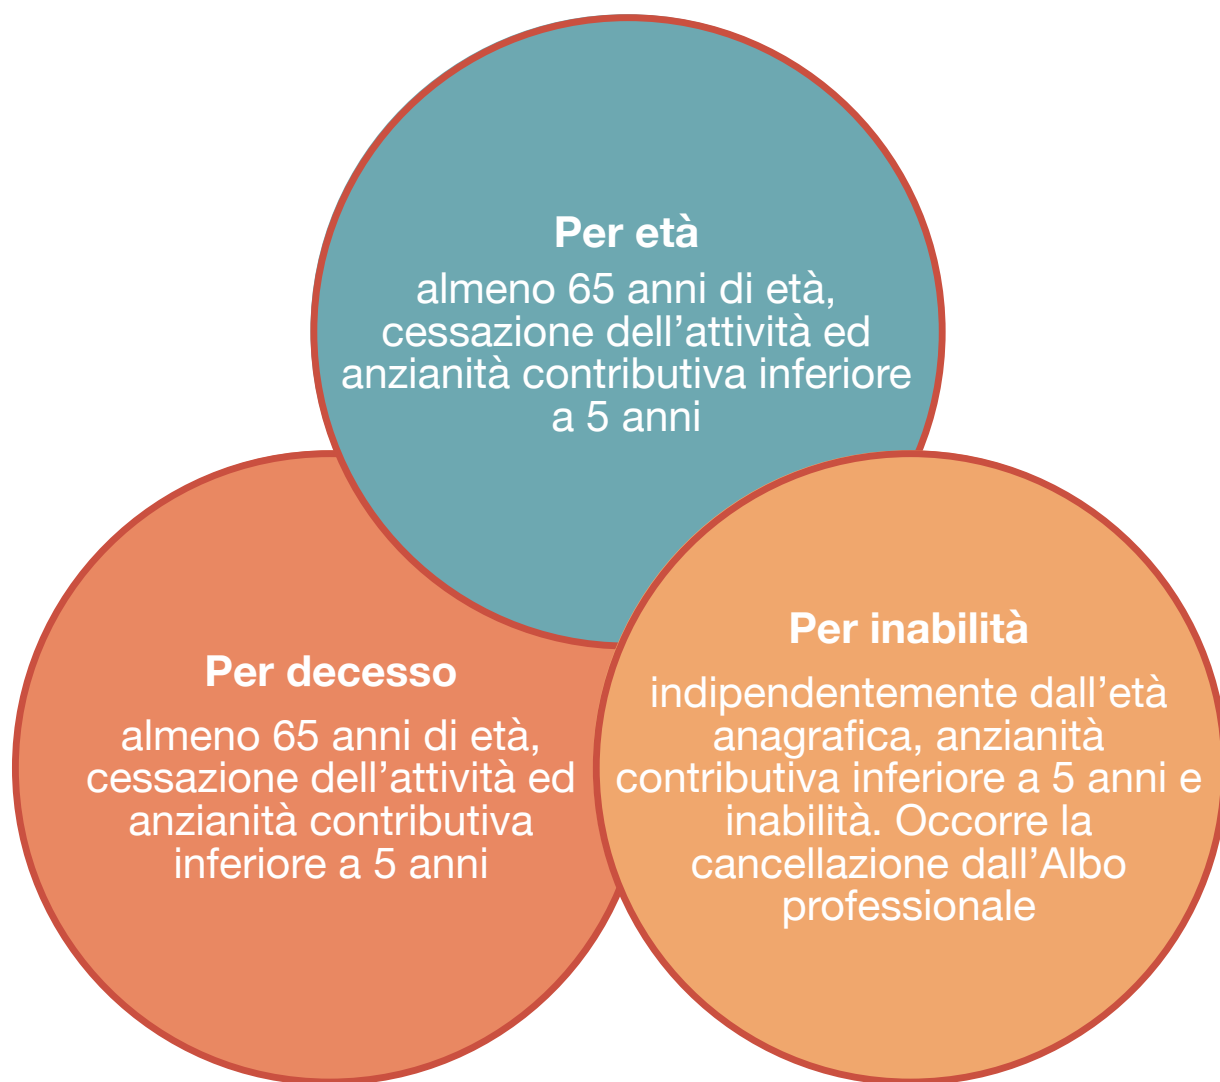 Per età
almeno 65 anni di età,
cessazione dell’attività ed
anzianità contributiva inferiore
a 5 anni
Per decesso
almeno 65 anni di età,
cessazione dell’attività ed
anzianità contributiva
inferiore a 5 anni
Per inabilità
indipendentemente dall’età
anagrafica, anzianità
contributiva inferiore a 5 anni e
inabilità. Occorre la
cancellazione dall’Albo
professionale